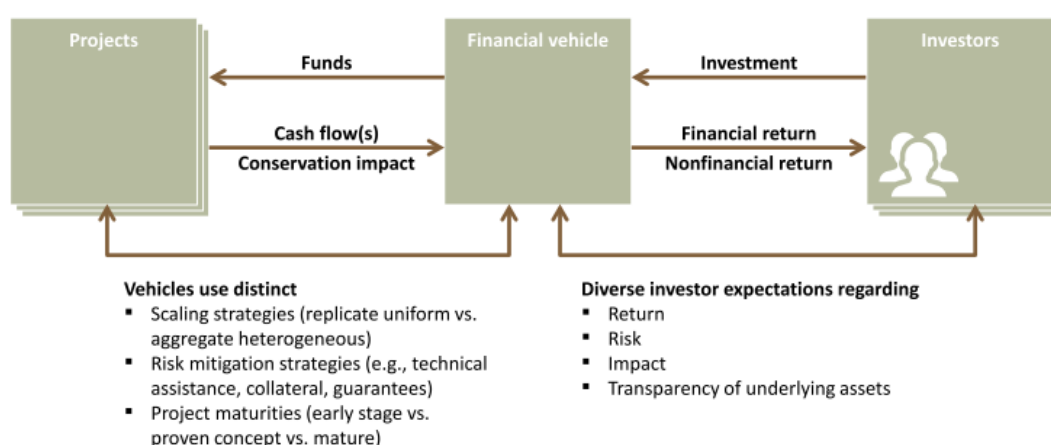 Projects
Financial vehicle
Investors
Funds
Investment
Cash flow(s)
Conservation impact
Financial return
Nonfinancial return
Vehicles use distinct
▪ Scaling strategies (replicate uniform vs.
aggregate heterogeneous)
▪ Risk mitigation strategies (e.g., technical
assistance, collateral, guarantees)
▪ Project maturities (early stage vs.
proven concept vs. mature)
Diverse investor expectations regarding
▪ Return
▪ Risk
▪ Impact
▪ Transparency of underlying assets